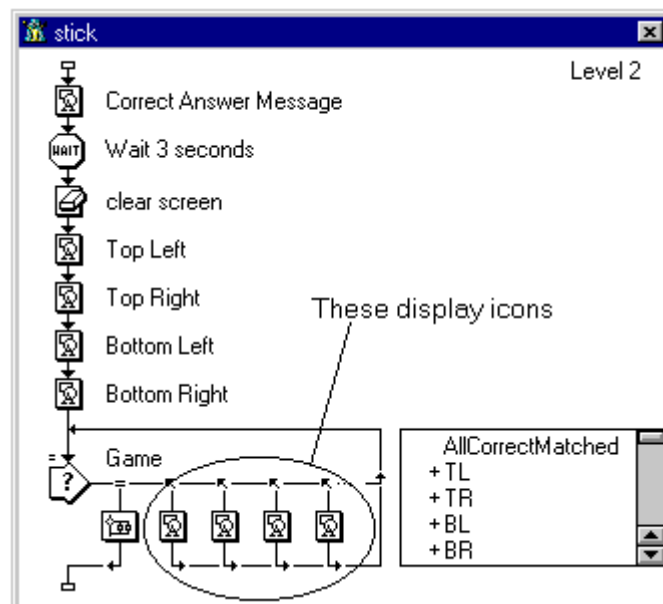 stick
Level 2
Correct Answer Message
WAIT
Wait 3 seconds
clear screen
Top Left
Top Right
These display icons
Bottom Left
Bottom Right
= Game
?
=
AllCorrectMatched
+ TL
+ TR
+ BL
+ BR